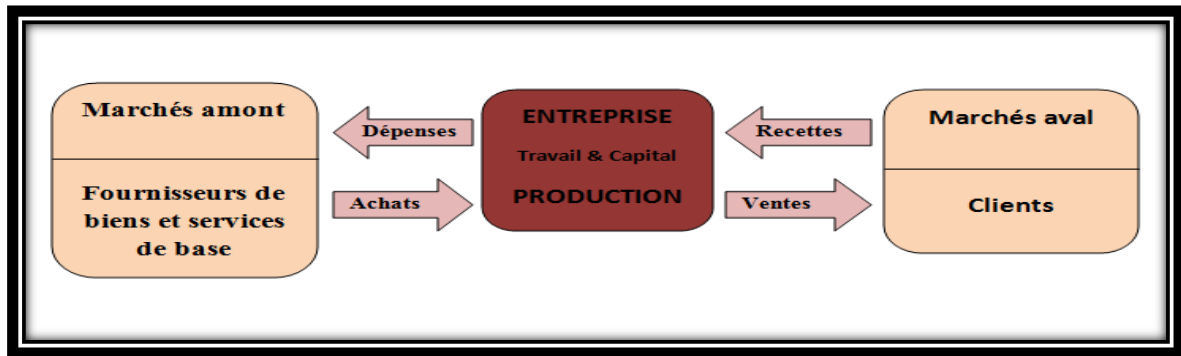 Marchés amont
Fournisseurs de
biens et services
de base
Dépenses
Achats
ENTREPRISE
Travail & Capital
PRODUCTION
Recettes
Ventes
Marchés aval
Clients